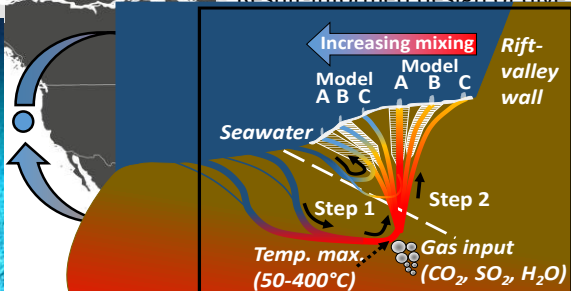 Increasing mixing
Rift-
valley
wall
Model
A B C
Model
A B C
Seawater
Step 1
Step 2
Temp. max.
(50-400°C)
Gas input
(CO₂, SO₂, H₂O)